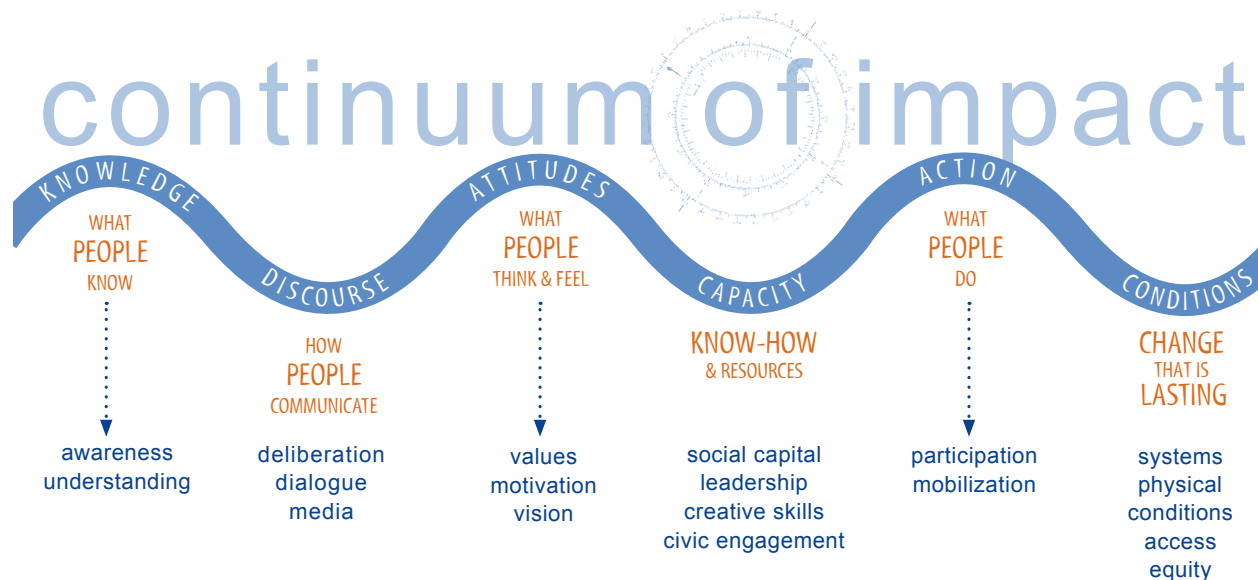 continuum of impact
KNOWLEDGE
WHAT
PEOPLE
KNOW
awareness
understanding
DISCOURSE
HOW
PEOPLE
COMMUNICATE
deliberation
dialogue
media
ATTITUDES
WHAT
PEOPLE
THINK & FEEL
values
motivation
vision
CAPACITY
KNOW-HOW
& RESOURCES
social capital
leadership
creative skills
civic engagement
ACTION
WHAT
PEOPLE
DO
participation
mobilization
CONDITIONS
CHANGE
THAT IS
LASTING
systems
physical
conditions
access
equity